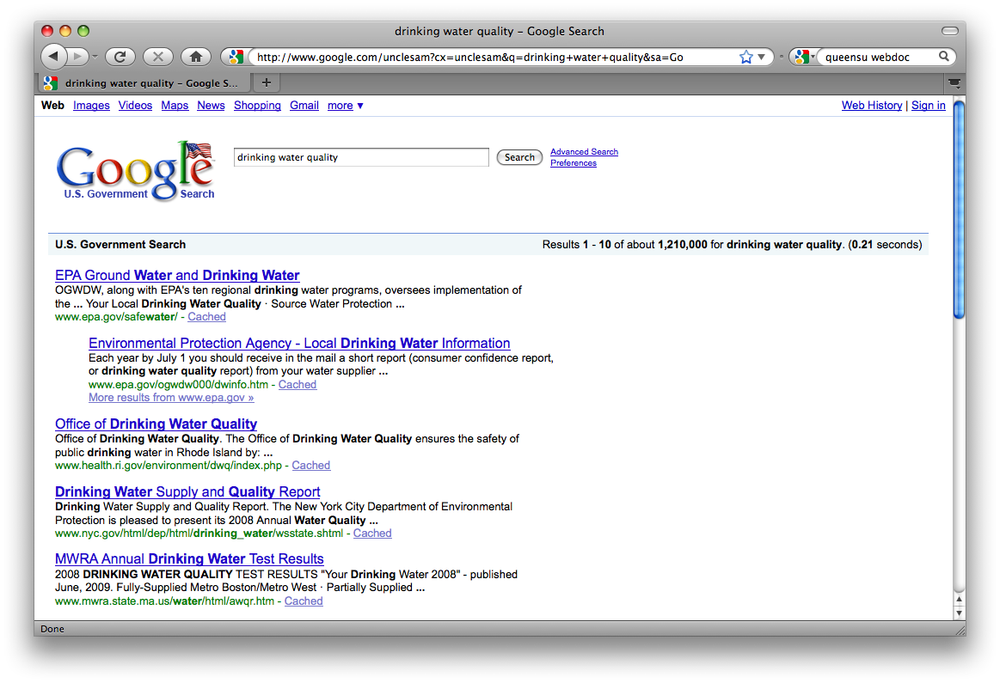 drinking water quality – Google Search
http://www.google.com/unclesam?cx=unclesam&q=drinking+water+quality&sa=Go
queensu webdoc
drinking water quality – Google S...
Web Images Videos Maps News Shopping Gmail more ▼
Web History | Sign in
Google
U.S. Government Search
drinking water quality
Search
Advanced Search
Preferences
U.S. Government Search
Results 1 - 10 of about 1,210,000 for drinking water quality. (0.21 seconds)
EPA Ground Water and Drinking Water
OGWDW, along with EPA's ten regional drinking water programs, oversees implementation of
the ... Your Local Drinking Water Quality · Source Water Protection ...
www.epa.gov/safewater/ - Cached
Environmental Protection Agency - Local Drinking Water Information
Each year by July 1 you should receive in the mail a short report (consumer confidence report,
or drinking water quality report) from your water supplier ...
www.epa.gov/ogwdw000/dwinfo.htm - Cached
More results from www.epa.gov »
Office of Drinking Water Quality
Office of Drinking Water Quality. The Office of Drinking Water Quality ensures the safety of
public drinking water in Rhode Island by: ...
www.health.ri.gov/environment/dwq/index.php - Cached
Drinking Water Supply and Quality Report
Drinking Water Supply and Quality Report. The New York City Department of Environmental
Protection is pleased to present its 2008 Annual Water Quality ...
www.nyc.gov/html/dep/html/drinking_water/wsstate.shtml - Cached
MWRA Annual Drinking Water Test Results
2008 DRINKING WATER QUALITY TEST RESULTS "Your Drinking Water 2008" - published
June, 2009. Fully-Supplied Metro Boston/Metro West · Partially Supplied ...
www.mwra.state.ma.us/water/html/awqr.htm - Cached
Done